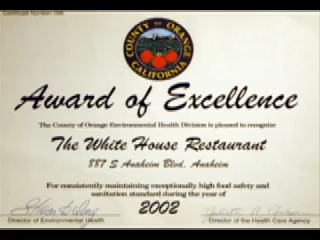 COUNTY OF ORANGE
CALIFORNIA
Award of Excellence
The County of Orange Environmental Health Division is pleased to recognize
The White House Restaurant
887 S Anaheim Blvd, Anaheim
For consistently maintaining exceptionally high food safety and
sanitation standard during the year of
2002
Director of Environmental Health
Director of the Health Care Agency